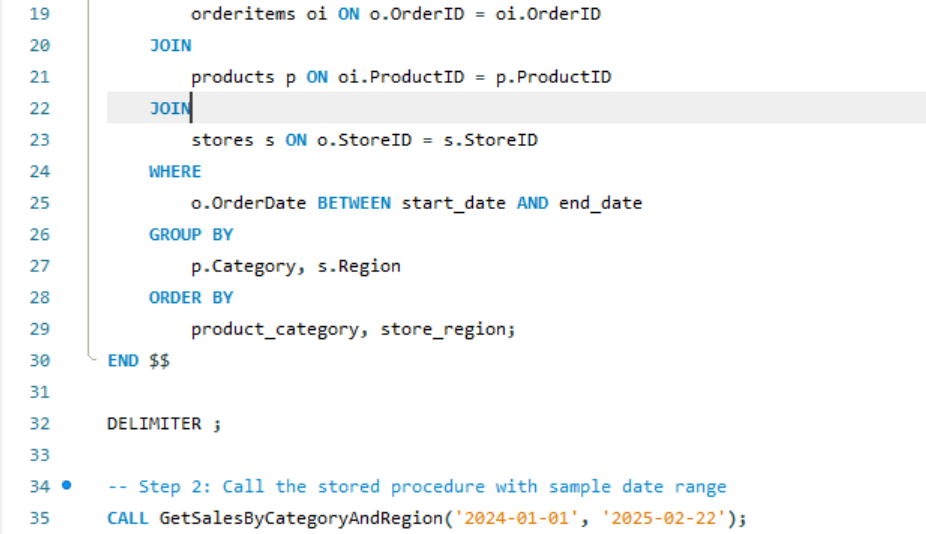 19 orderitems oi ON o.OrderID = oi.OrderID
20 JOIN
21 products p ON oi.ProductID = p.ProductID
22 JOIN
23 stores s ON o.StoreID = s.StoreID
24 WHERE
25 o.OrderDate BETWEEN start_date AND end_date
26 GROUP BY
27 p.Category, s.Region
28 ORDER BY
29 product_category, store_region;
30 END $$
31
32 DELIMITER ;
33
34 -- Step 2: Call the stored procedure with sample date range
35 CALL GetSalesByCategoryAndRegion('2024-01-01', '2025-02-22');